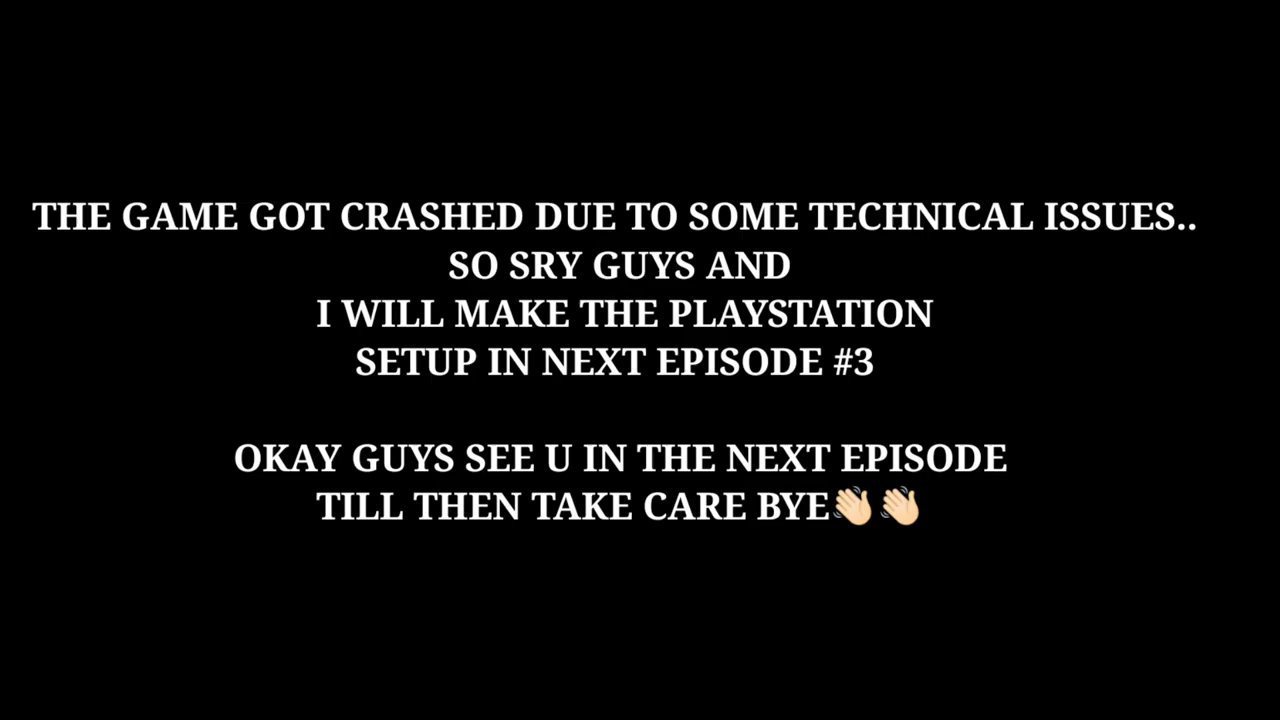 THE GAME GOT CRASHED DUE TO SOME TECHNICAL ISSUES..
SO SRY GUYS AND
I WILL MAKE THE PLAYSTATION
SETUP IN NEXT EPISODE #3
OKAY GUYS SEE U IN THE NEXT EPISODE
TILL THEN TAKE CARE BYE👋🏻👋🏻